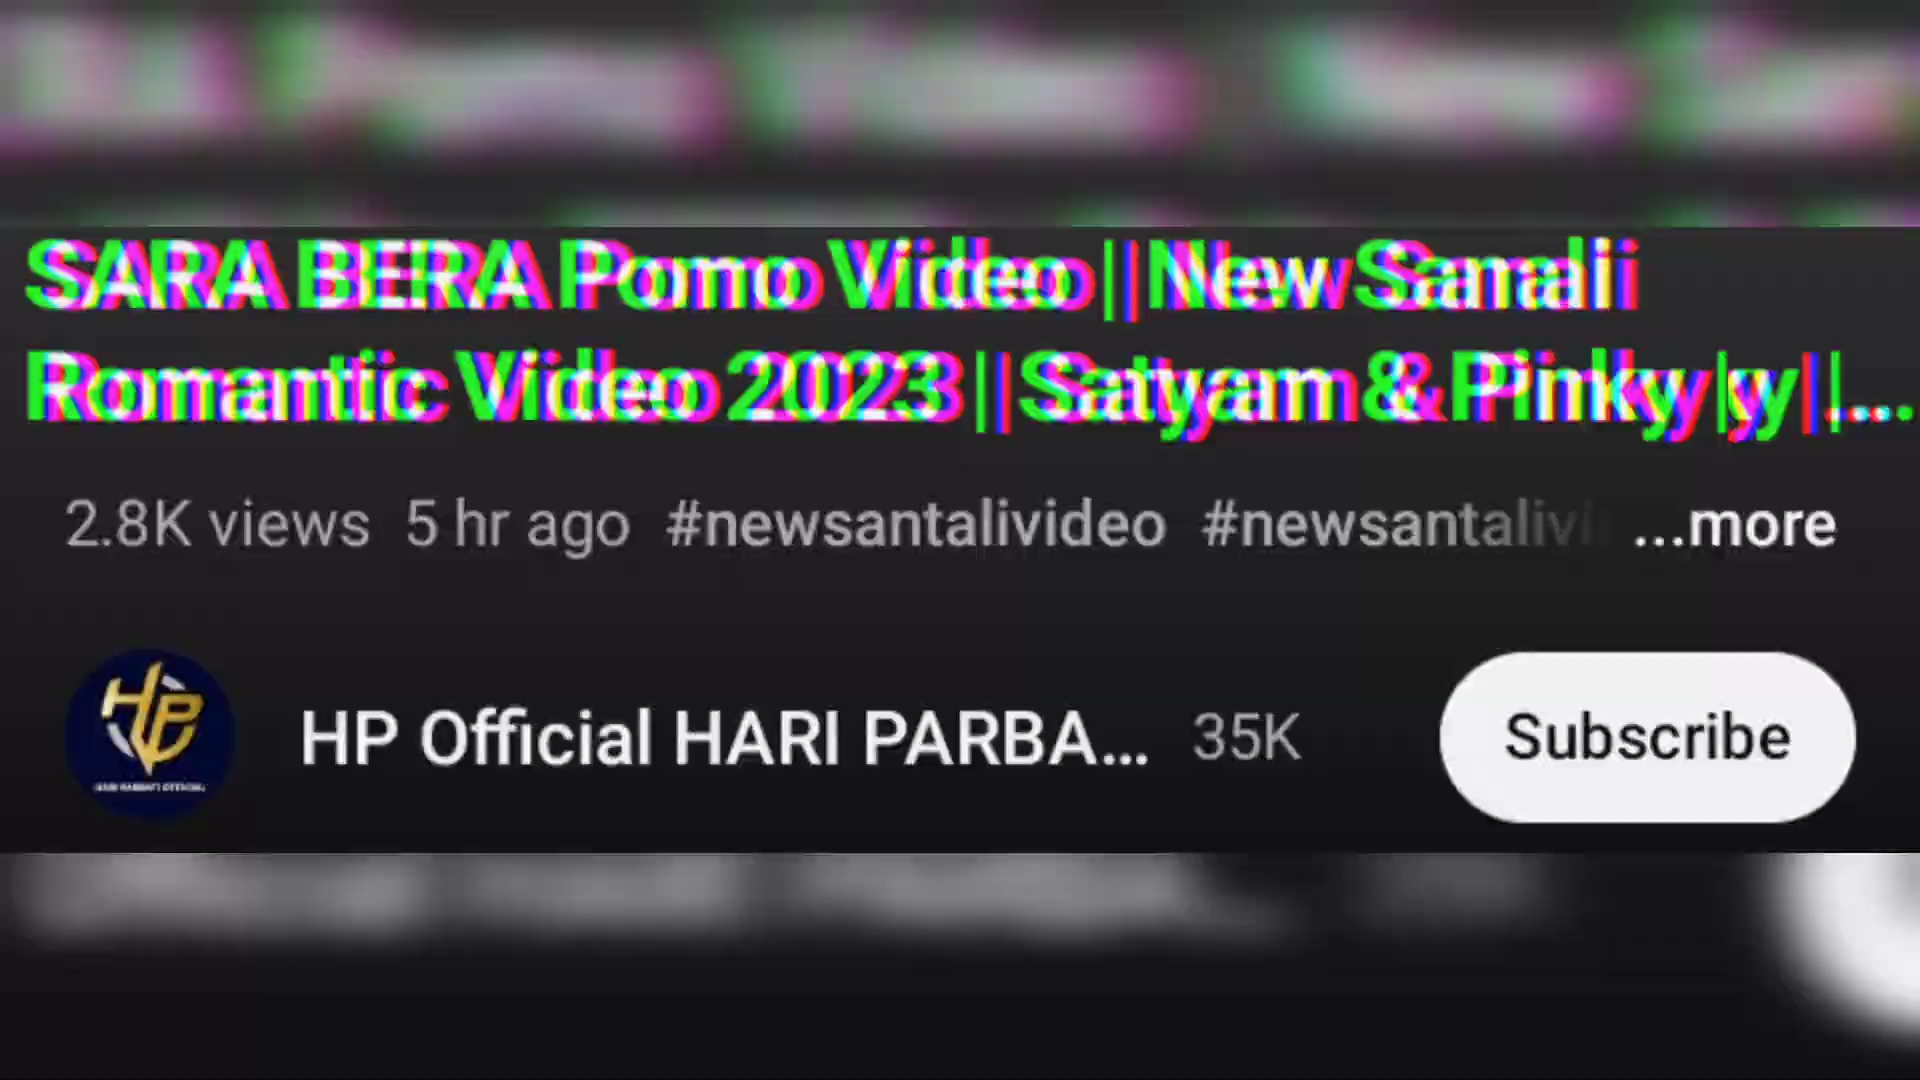 SARA BERA Pomo Video || New Sanali
Romantic Video 2023 || Satyam & Pinky ||...
2.8K views 5 hr ago #newsantalivideo #newsantalivi ...more
HP Official HARI PARBA... 35K Subscribe